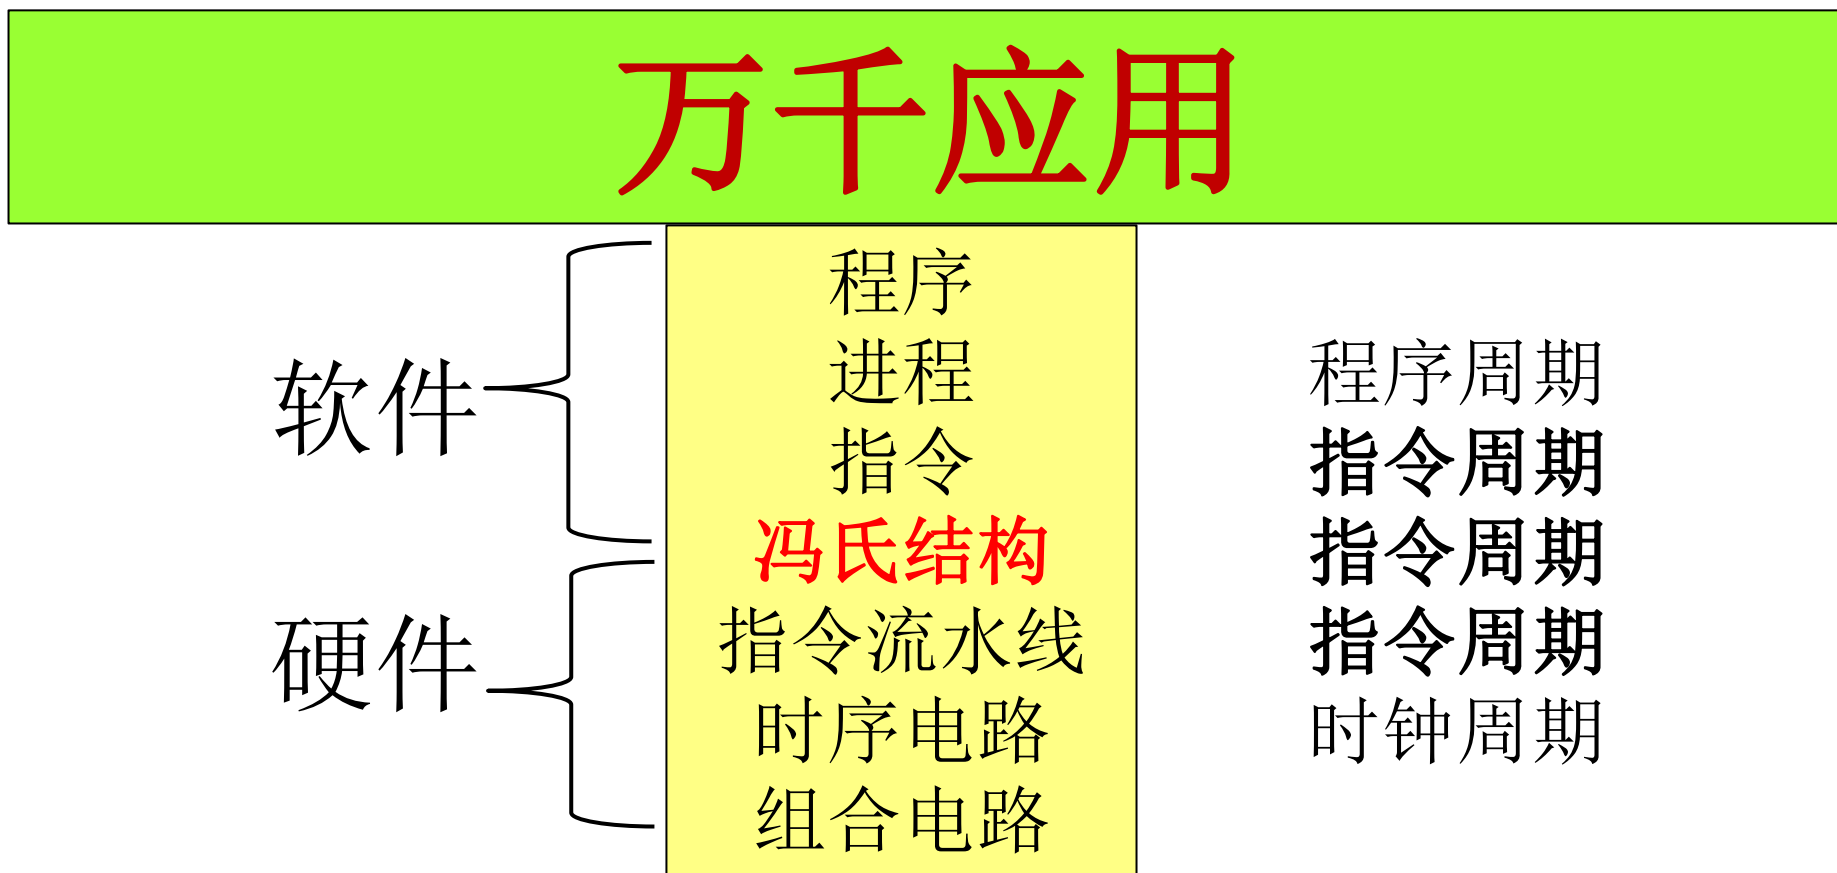 万千应用
程序
进程
指令
冯氏结构
指令流水线
时序电路
组合电路
软件
硬件
程序周期
指令周期
指令周期
指令周期
时钟周期